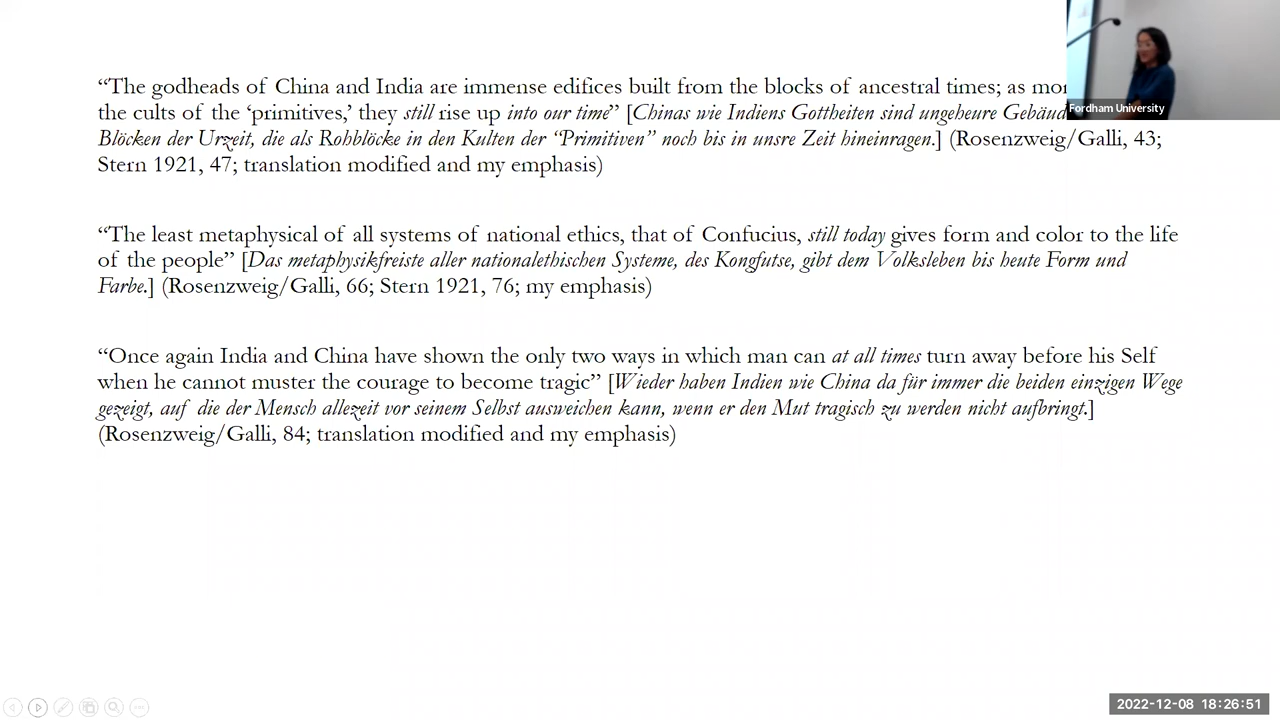 “The godheads of China and India are immense edifices built from the blocks of ancestral times; as
the cults of the ‘primitives,’ they still rise up into our time” [Chinas wie Indiens Gottheiten sind ungeheure
Blöcken der Urzeit, die als Rohblöcke in den Kulten der “Primitiven” noch bis in unsre Zeit hineinragen.] (Rosenzweig/Galli, 43;
Stern 1921, 47; translation modified and my emphasis)
“The least metaphysical of all systems of national ethics, that of Confucius, still today gives form and color to the life
of the people” [Das metaphysikfreiste aller nationalethischen Systeme, des Kongfutse, gibt dem Volksleben bis heute Form und
Farbe.] (Rosenzweig/Galli, 66; Stern 1921, 76; my emphasis)
“Once again India and China have shown the only two ways in which man can at all times turn away before his Self
when he cannot muster the courage to become tragic” [Wieder haben Indien wie China da für immer die beiden einzigen Wege
gezeigt, auf die der Mensch allezeit vor seinem Selbst ausweichen kann, wenn er den Mut tragisch zu werden nicht aufbringt.]
(Rosenzweig/Galli, 84; translation modified and my emphasis)
Fordham University
2022-12-08 18:26:51